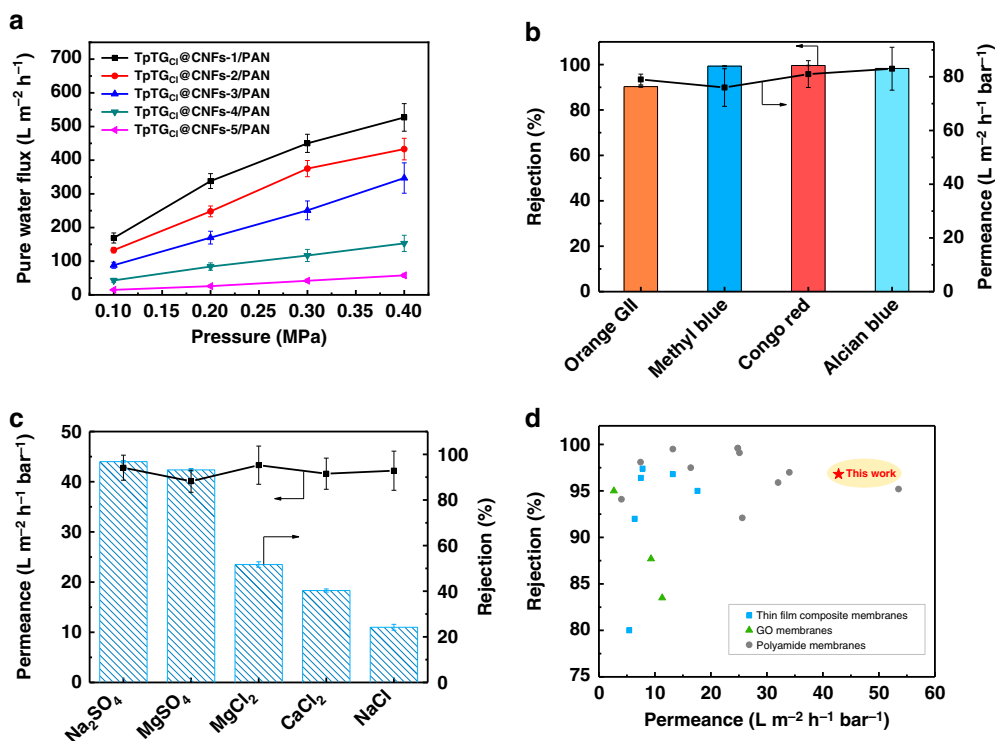 a
Pure water flux (L m⁻² h⁻¹)
700
600
500
400
300
200
100
0
TpTG_Cl@CNFs-1/PAN
TpTG_Cl@CNFs-2/PAN
TpTG_Cl@CNFs-3/PAN
TpTG_Cl@CNFs-4/PAN
TpTG_Cl@CNFs-5/PAN
0.10 0.15 0.20 0.25 0.30 0.35 0.40
Pressure (MPa)
b
Rejection (%)
100
80
60
40
20
0
Permeance (L m⁻² h⁻¹ bar⁻¹)
80
60
40
20
0
Orange GII
Methyl blue
Congo red
Alcian blue
c
Permeance (L m⁻² h⁻¹ bar⁻¹)
50
40
30
20
10
0
Rejection (%)
100
80
60
40
20
0
Na₂SO₄
MgSO₄
MgCl₂
CaCl₂
NaCl
d
Rejection (%)
100
95
90
85
80
75
This work
Thin film composite membranes
GO membranes
Polyamide membranes
0 10 20 30 40 50 60
Permeance (L m⁻² h⁻¹ bar⁻¹)